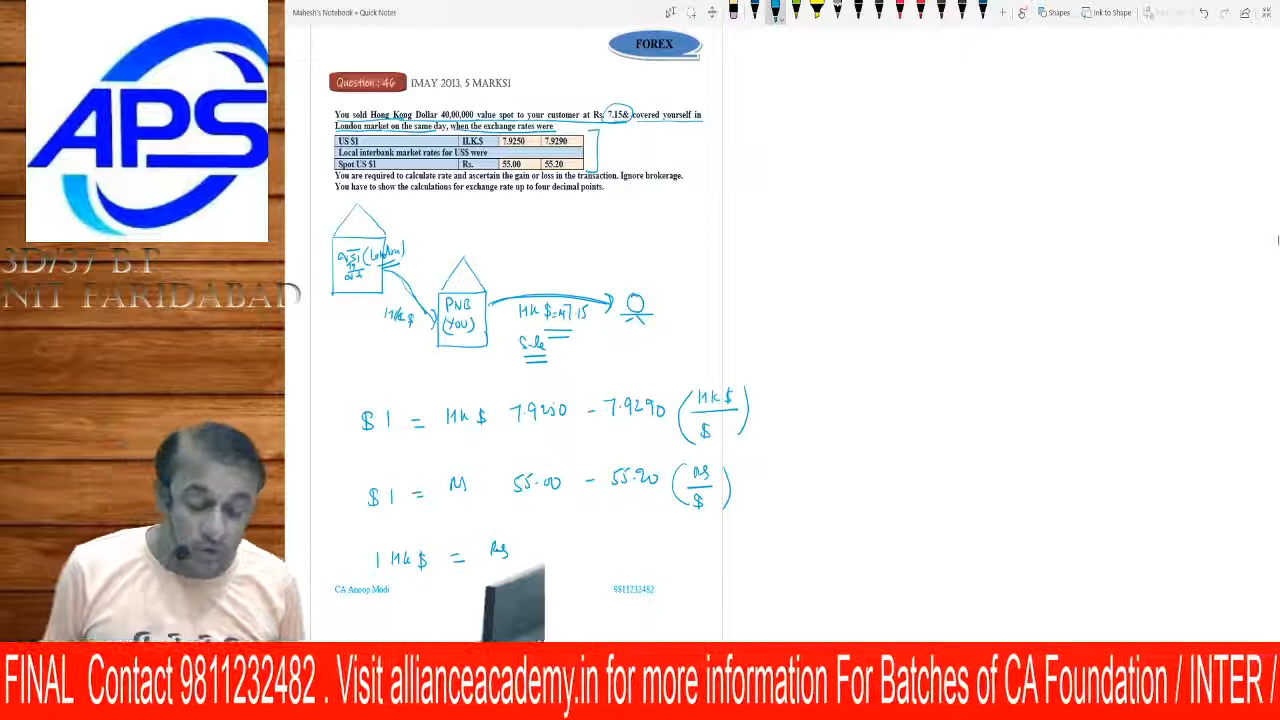 Mahesh's Notebook » Quick Notes
Shapes
Ink to Shape
APS
3D/57 B.P
NIT FARIDABAD
FOREX
Question : 46 [MAY 2013, 5 MARKS]
You sold Hong Kong Dollar 40,00,000 value spot to your customer at Rs. 7.15& covered yourself in
London market on the same day, when the exchange rates were
US $1 H.K.$ 7.9250 7.9290
Local interbank market rates for US$ were
Spot US $1 Rs. 55.00 55.20
You are required to calculate rate and ascertain the gain or loss in the transaction. Ignore brokerage.
You have to show the calculations for exchange rate up to four decimal points.
(London)
PNB
(YOU)
HK $
HK $=₹7.15
Sale
$ 1 = HK $ 7.9250 - 7.9290 (HK $/$)
$ 1 = Rs 55.00 - 55.20 (Rs/$)
1 HK $ = Rs
CA Anoop Modi 9811232482
FINAL Contact 9811232482 . Visit allianceacademy.in for more information For Batches of CA Foundation / INTER /